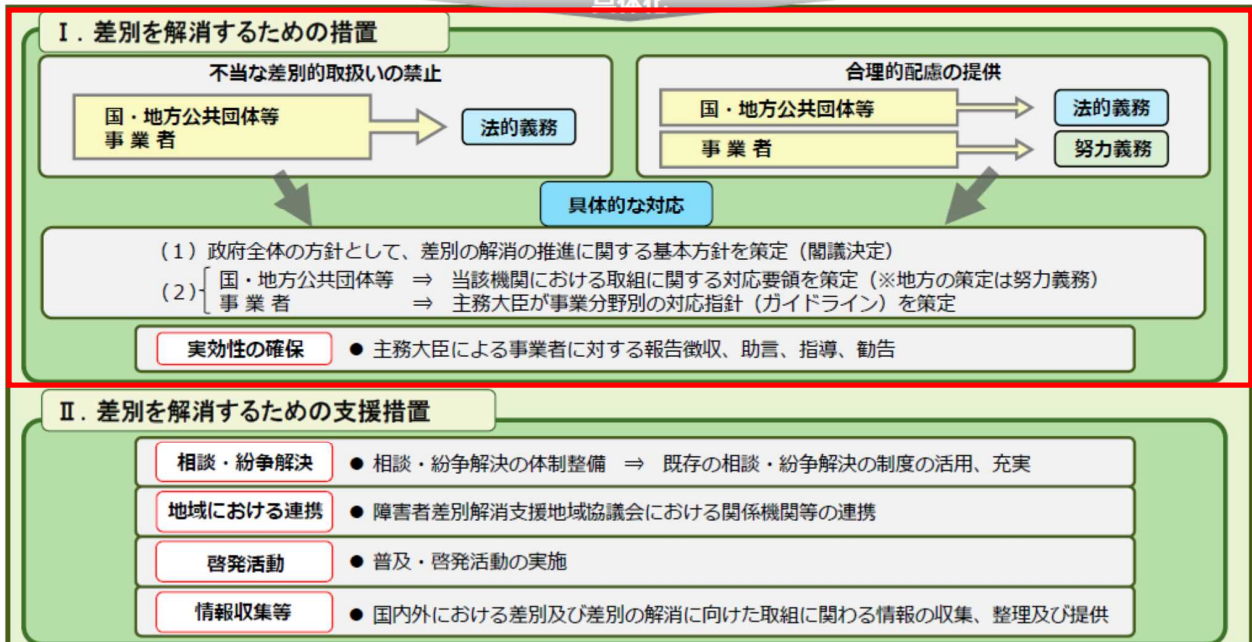 具体化
Ⅰ．差別を解消するための措置
不当な差別的取扱いの禁止
国・地方公共団体等
事 業 者
法的義務
合理的配慮の提供
国・地方公共団体等
法的義務
事 業 者
努力義務
具体的な対応
（１）政府全体の方針として、差別の解消の推進に関する基本方針を策定（閣議決定）
（２） 国・地方公共団体等 ⇒ 当該機関における取組に関する対応要領を策定（※地方の策定は努力義務）
事 業 者 ⇒ 主務大臣が事業分野別の対応指針（ガイドライン）を策定
実効性の確保 ● 主務大臣による事業者に対する報告徴収、助言、指導、勧告
Ⅱ．差別を解消するための支援措置
相談・紛争解決 ● 相談・紛争解決の体制整備 ⇒ 既存の相談・紛争解決の制度の活用、充実
地域における連携 ● 障害者差別解消支援地域協議会における関係機関等の連携
啓発活動 ● 普及・啓発活動の実施
情報収集等 ● 国内外における差別及び差別の解消に向けた取組に関わる情報の収集、整理及び提供